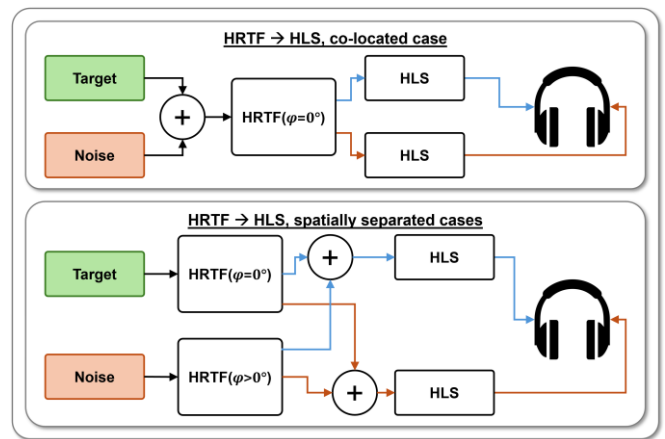 HRTF → HLS, co-located case
Target
Noise
+
HRTF(φ=0°)
HLS
HLS
HRTF → HLS, spatially separated cases
Target
HRTF(φ=0°)
+
HLS
Noise
HRTF(φ>0°)
+
HLS